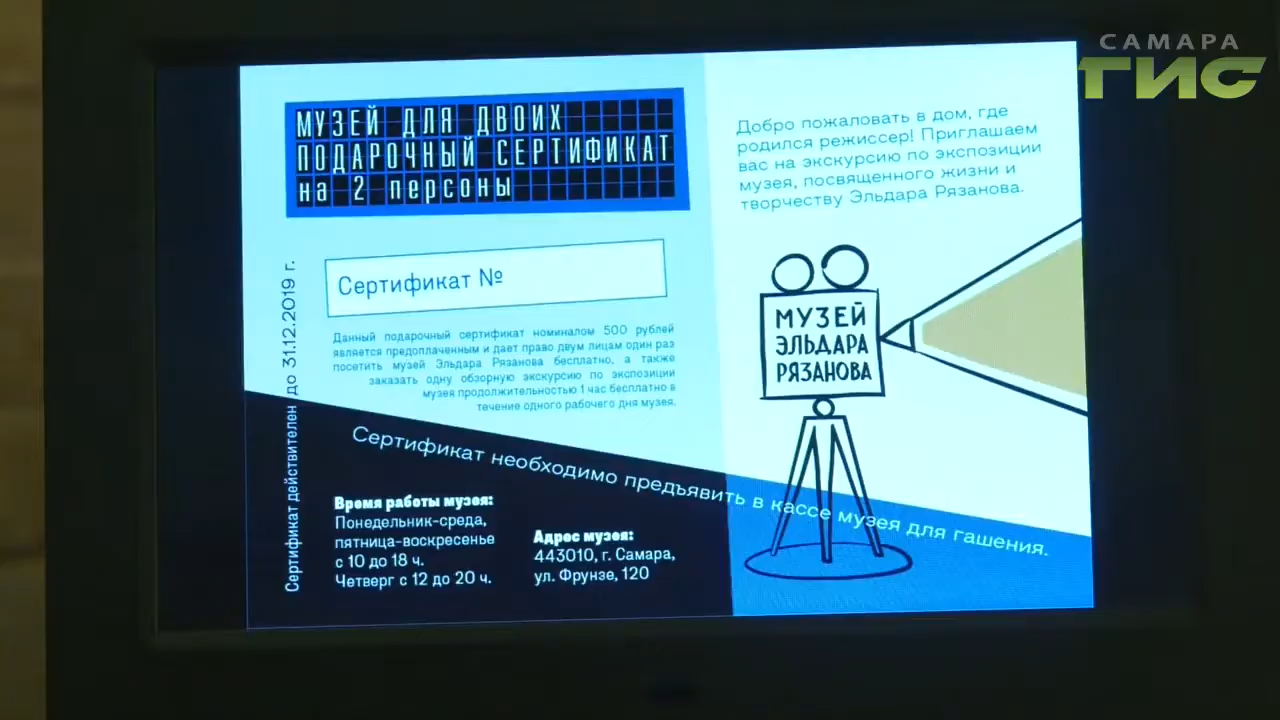 САМАРА
ГИС
МУЗЕЙ ДЛЯ ДВОИХ
ПОДАРОЧНЫЙ СЕРТИФИКАТ
на 2 персоны
Добро пожаловать в дом, где
родился режиссер! Приглашаем
вас на экскурсию по экспозиции
музея, посвященного жизни и
творчеству Эльдара Рязанова.
Сертификат №
Данный подарочный сертификат номиналом 500 рублей
является предоплаченным и дает право двум лицам один раз
посетить музей Эльдара Рязанова бесплатно, а также
заказать одну обзорную экскурсию по экспозиции
музея продолжительностью 1 час бесплатно в
течение одного рабочего дня музея.
Сертификат действителен до 31.12.2019 г.
МУЗЕЙ
ЭЛЬДАРА
РЯЗАНОВА
Сертификат необходимо предъявить в кассе музея для гашения.
Время работы музея:
Понедельник-среда,
пятница-воскресенье
с 10 до 18 ч.
Четверг с 12 до 20 ч.
Адрес музея:
443010, г. Самара,
ул. Фрунзе, 120